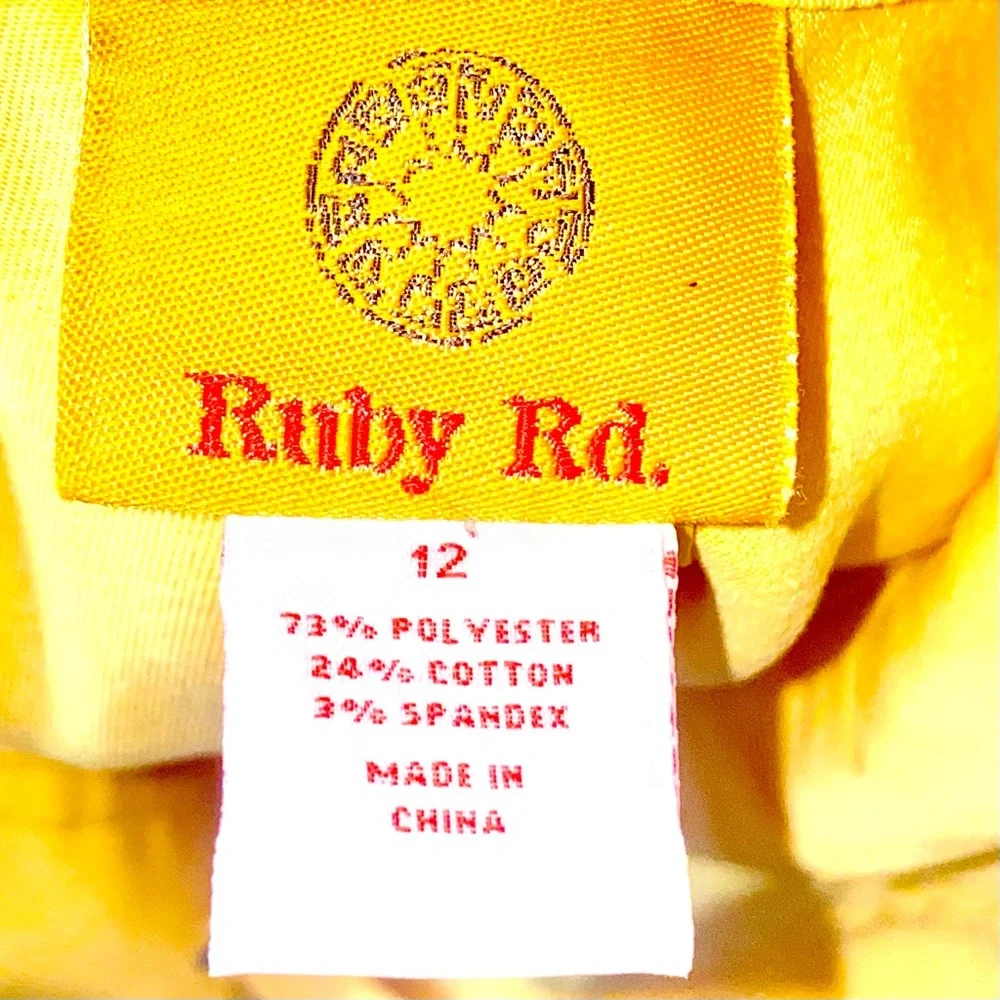 Ruby Rd.
12
73% POLYESTER
24% COTTON
3% SPANDEX
MADE IN
CHINA